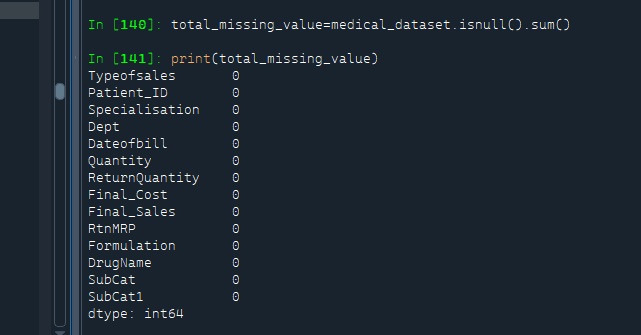 In [140]: total_missing_value=medical_dataset.isnull().sum()
In [141]: print(total_missing_value)
Typeofsales 0
Patient_ID 0
Specialisation 0
Dept 0
Dateofbill 0
Quantity 0
ReturnQuantity 0
Final_Cost 0
Final_Sales 0
RtnMRP 0
Formulation 0
DrugName 0
SubCat 0
SubCat1 0
dtype: int64